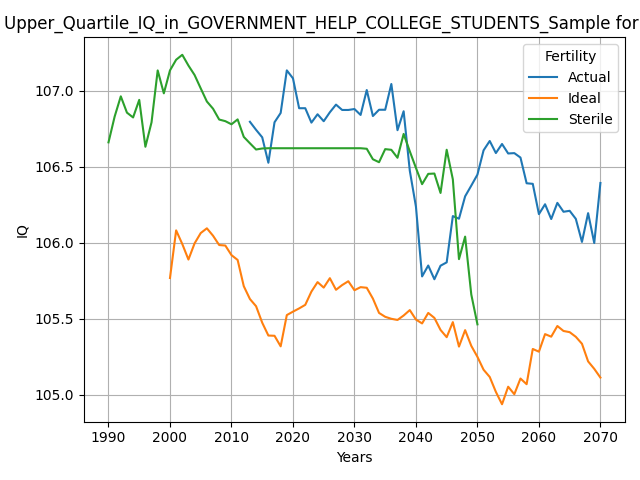 Upper_Quartile_IQ_in_GOVERNMENT_HELP_COLLEGE_STUDENTS_Sample for
Fertility
Actual
Ideal
Sterile
107.0
106.5
106.0
105.5
105.0
IQ
1990 2000 2010 2020 2030 2040 2050 2060 2070
Years